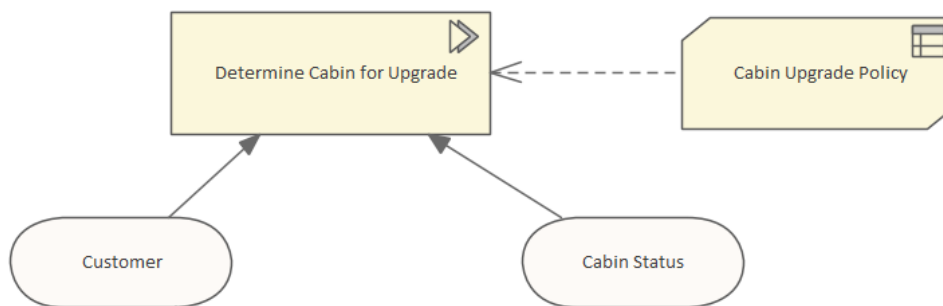 Determine Cabin for Upgrade
Cabin Upgrade Policy
Customer
Cabin Status